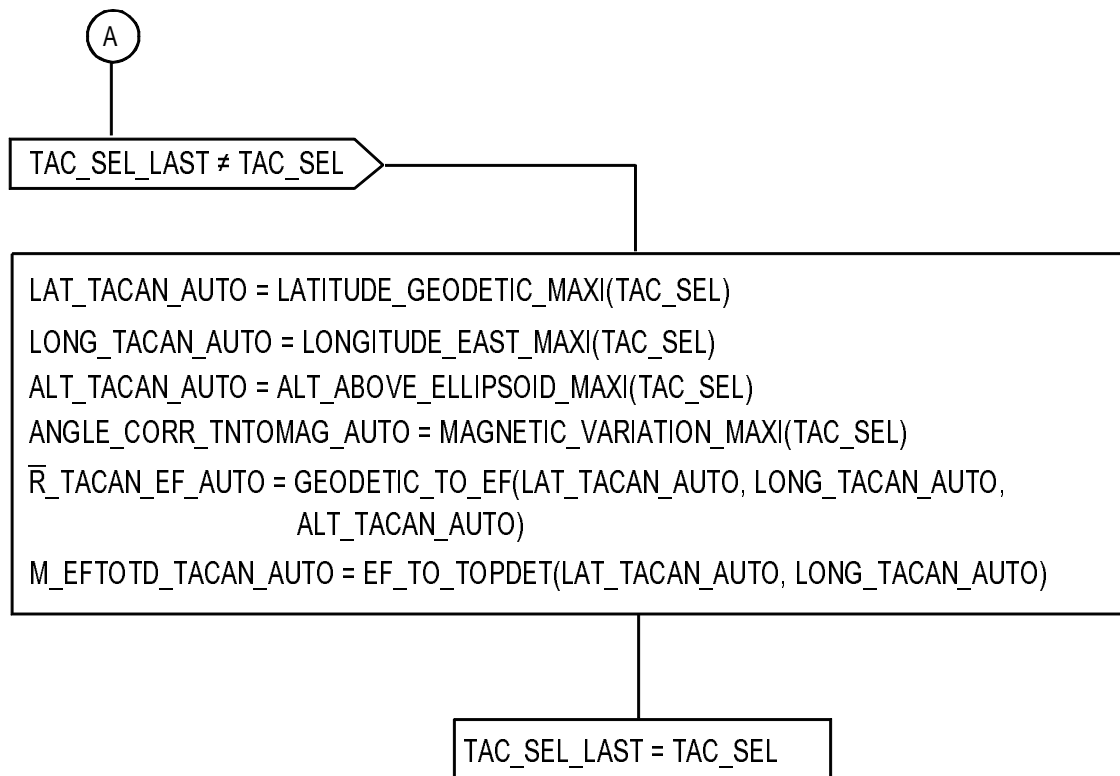 A
TAC_SEL_LAST ≠ TAC_SEL
LAT_TACAN_AUTO = LATITUDE_GEODETIC_MAXI(TAC_SEL)
LONG_TACAN_AUTO = LONGITUDE_EAST_MAXI(TAC_SEL)
ALT_TACAN_AUTO = ALT_ABOVE_ELLIPSOID_MAXI(TAC_SEL)
ANGLE_CORR_TNTOMAG_AUTO = MAGNETIC_VARIATION_MAXI(TAC_SEL)
R̅_TACAN_EF_AUTO = GEODETIC_TO_EF(LAT_TACAN_AUTO, LONG_TACAN_AUTO,
ALT_TACAN_AUTO)
M_EFTOTD_TACAN_AUTO = EF_TO_TOPDET(LAT_TACAN_AUTO, LONG_TACAN_AUTO)
TAC_SEL_LAST = TAC_SEL